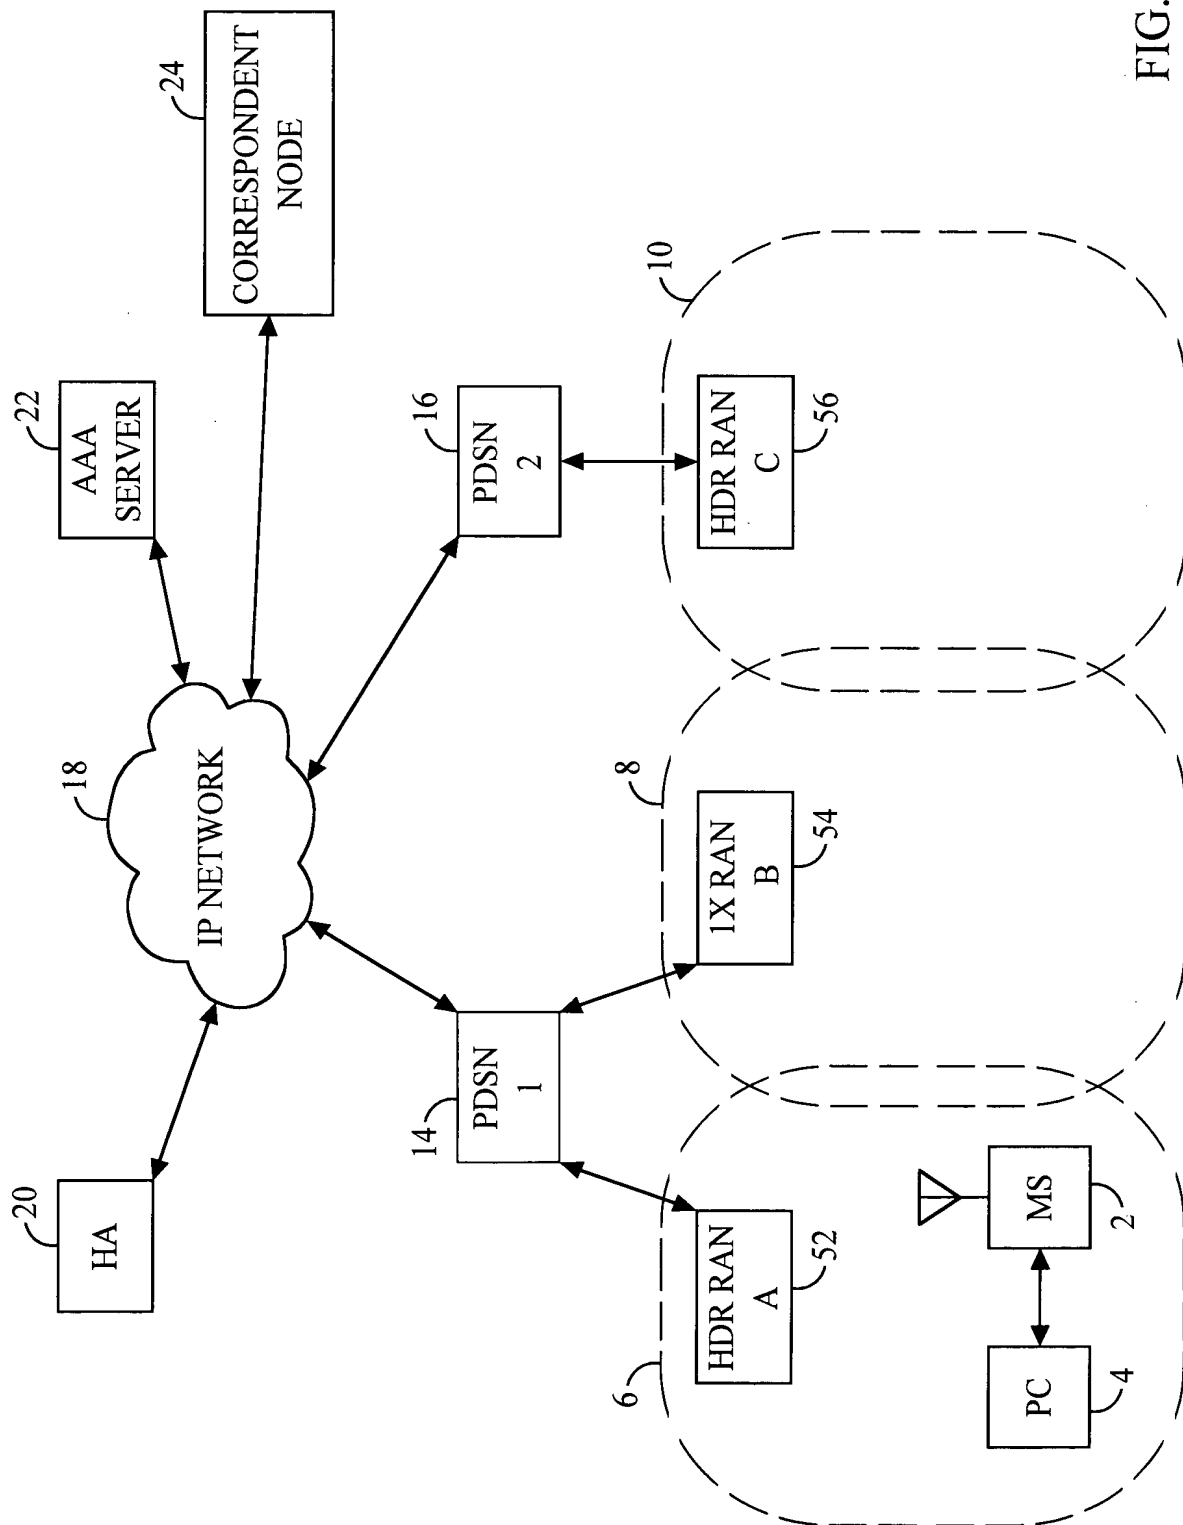 20
HA
18
IP NETWORK
22
AAA
SERVER
24
CORRESPONDENT
NODE
14
PDSN
1
16
PDSN
2
6
HDR RAN
A
52
8
1X RAN
B
54
10
HDR RAN
C
56
PC
4
MS
2
FIG.